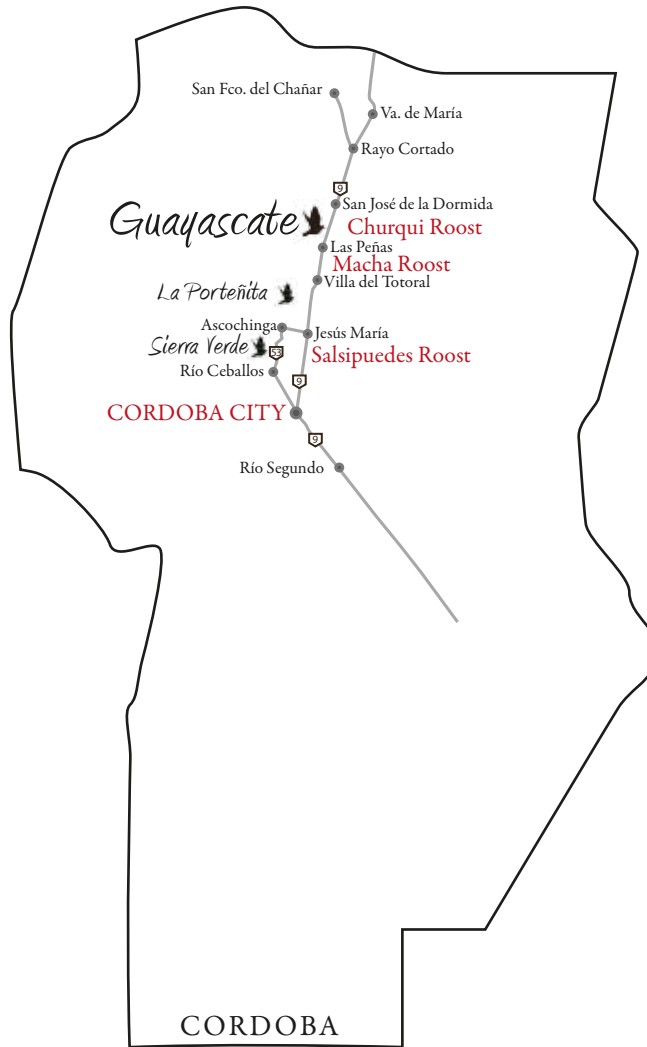 San Fco. del Chañar
Va. de María
Rayo Cortado
9
San José de la Dormida
Guayascate
Churqui Roost
Las Peñas
Macha Roost
Villa del Totoral
La Porteñita
Ascochinga
Jesús María
Sierra Verde
53
Salsipuedes Roost
Río Ceballos
9
CORDOBA CITY
9
Río Segundo
CORDOBA